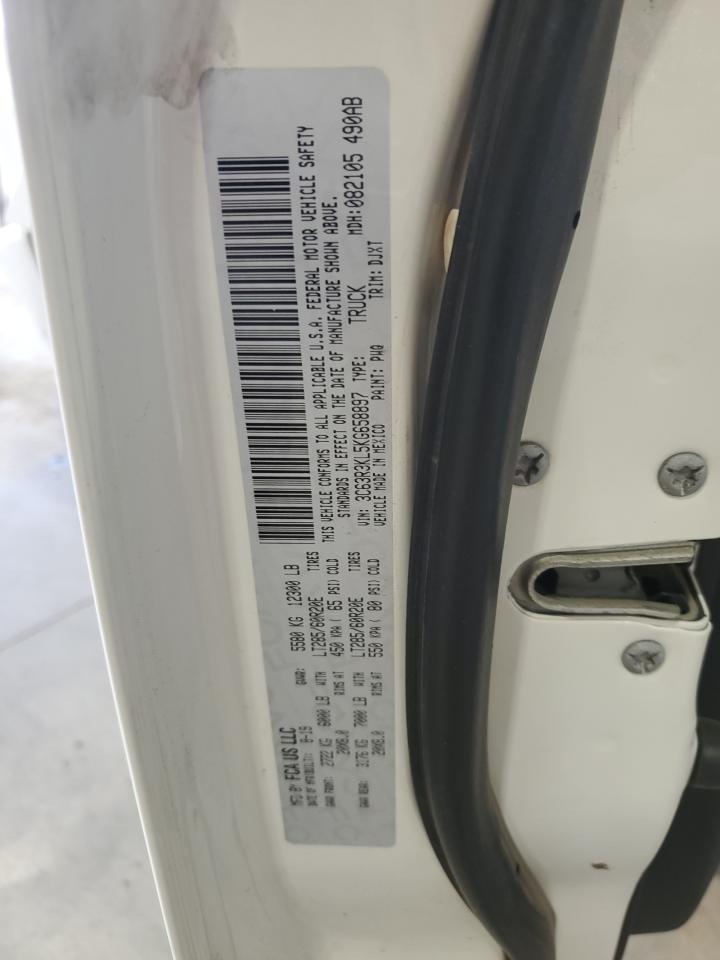 MFD BY FCA US LLC
DATE OF MFR(BUILT): 8-19 GVWR: 5580 KG 12300 LB
GAWR FRONT: 2722 KG 6000 LB WITH LT285/60R20E TIRES
20X8.0 RIMS AT 450 KPA ( 65 PSI) COLD
GAWR REAR: 3176 KG 7000 LB WITH LT285/60R20E TIRES
20X8.0 RIMS AT 550 KPA ( 80 PSI) COLD
THIS VEHICLE CONFORMS TO ALL APPLICABLE U.S.A. FEDERAL MOTOR VEHICLE SAFETY
STANDARDS IN EFFECT ON THE DATE OF MANUFACTURE SHOWN ABOVE.
VIN: 3C63R3KL5KG658897 TYPE: TRUCK MDH:082105 490AB
VEHICLE MADE IN MEXICO PAINT: PW0 TRIM: DJXT